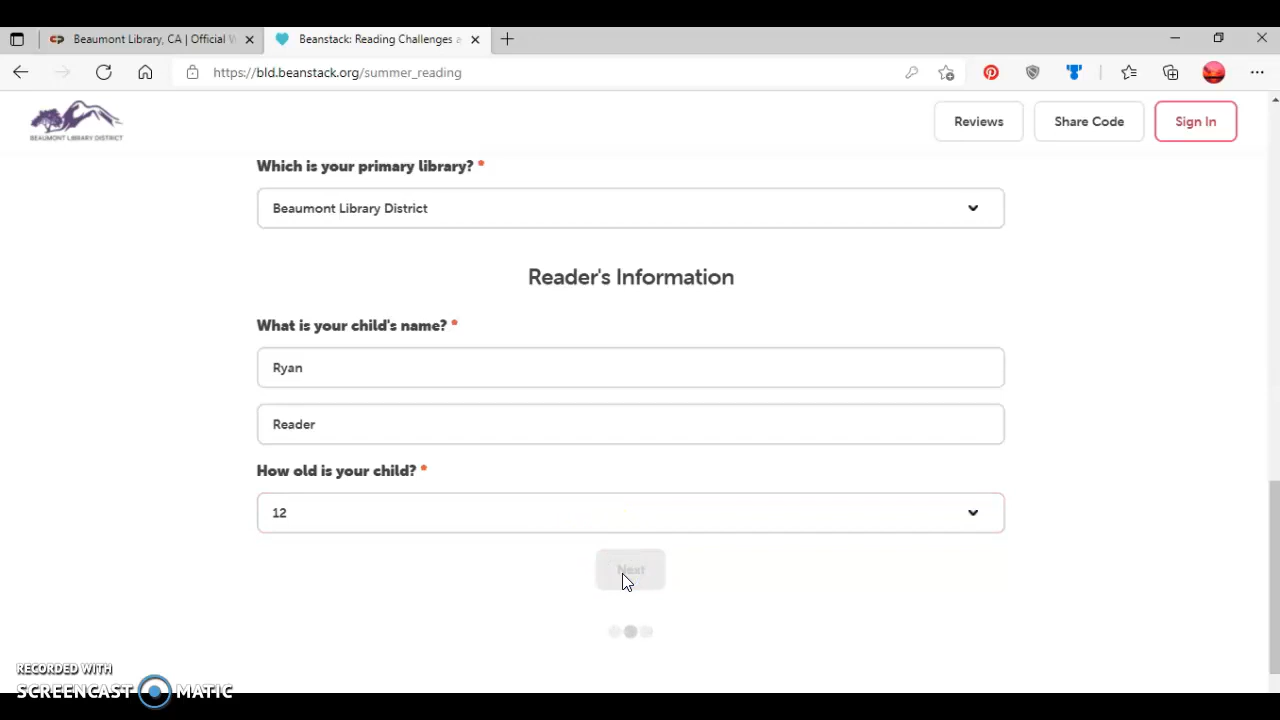 Beaumont Library, CA | Official W
Beanstack: Reading Challenges a
https://bld.beanstack.org/summer_reading
BEAUMONT LIBRARY DISTRICT
Reviews
Share Code
Sign In
Which is your primary library? *
Beaumont Library District
Reader's Information
What is your child's name? *
Ryan
Reader
How old is your child? *
12
Next
RECORDED WITH
SCREENCAST MATIC